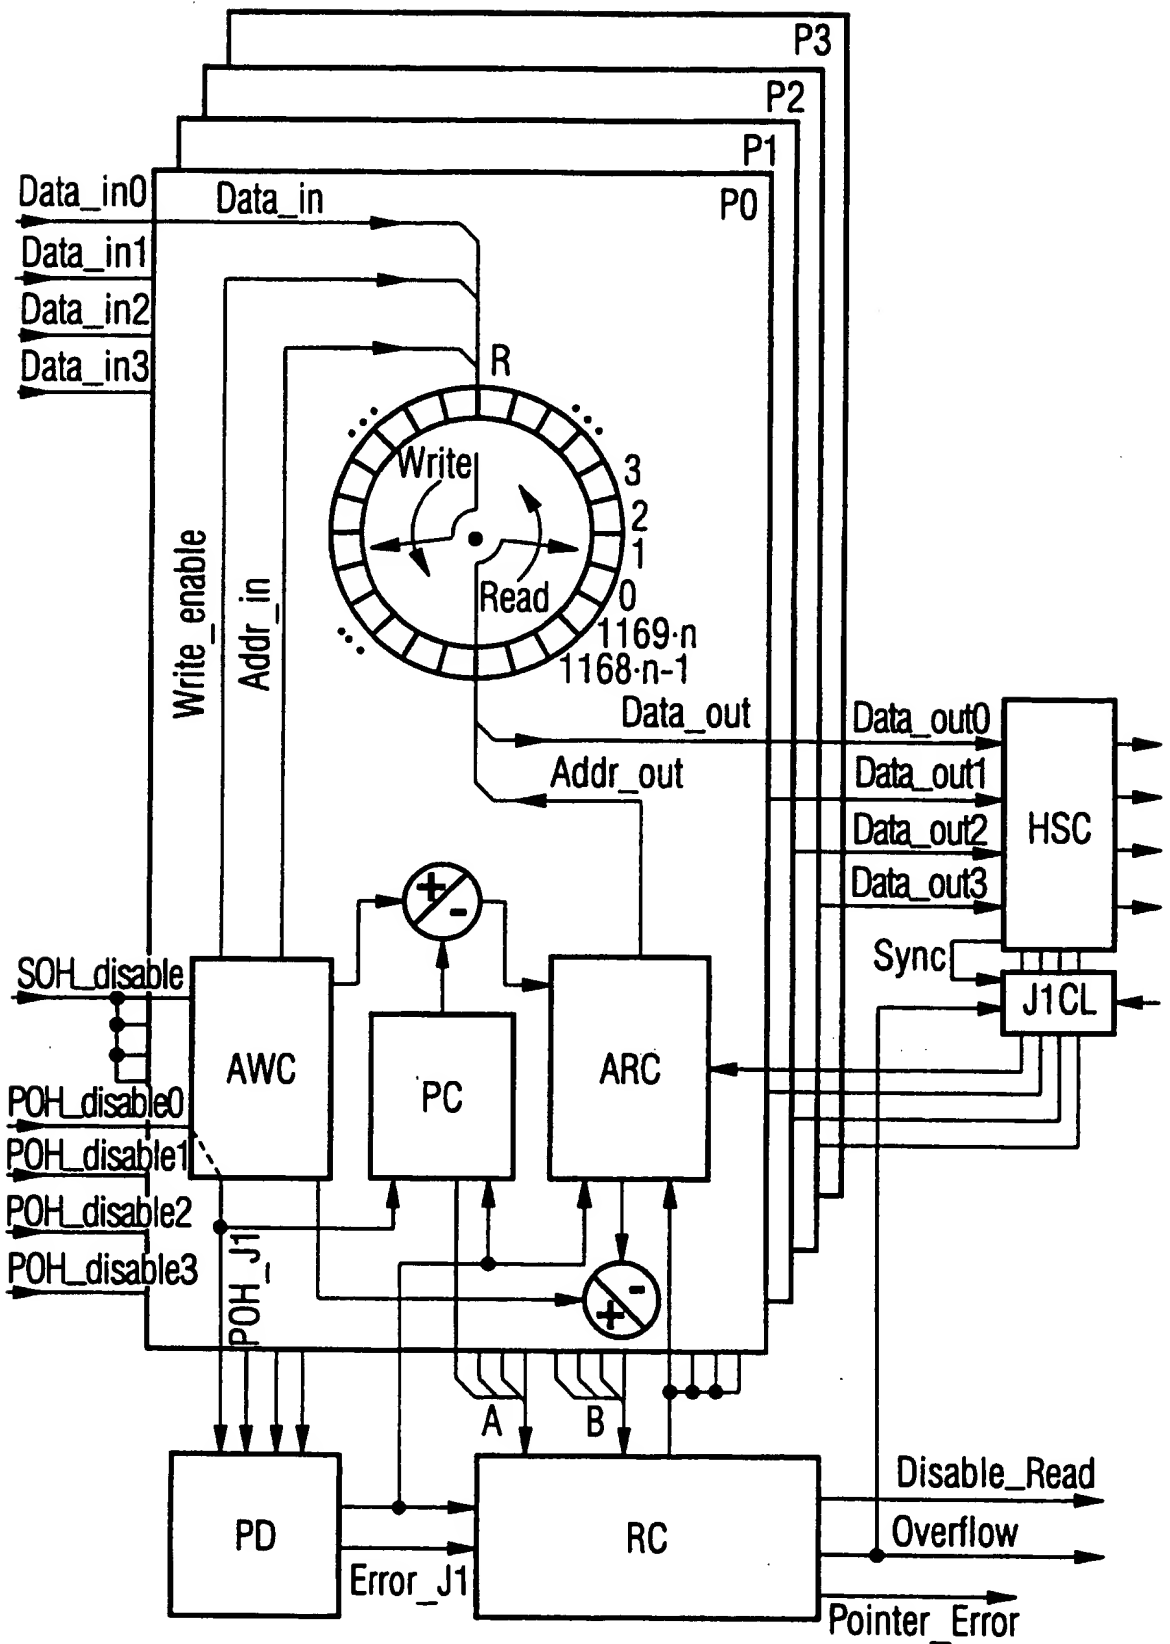 P3
P2
P1
P0
Data_in0
Data_in
Data_in1
Data_in2
Data_in3
R
Write
3
2
1
0
Read
1169·n
1168·n-1
Write_enable
Addr_in
Data_out
Data_out0
Addr_out
Data_out1
HSC
Data_out2
Data_out3
+
-
Sync
SOH_disable
J1CL
AWC
PC
ARC
POH_disable0
POH_disable1
POH_disable2
POH_disable3
POH_J1
-
+
A
B
Disable_Read
PD
RC
Overflow
Error_J1
Pointer_Error